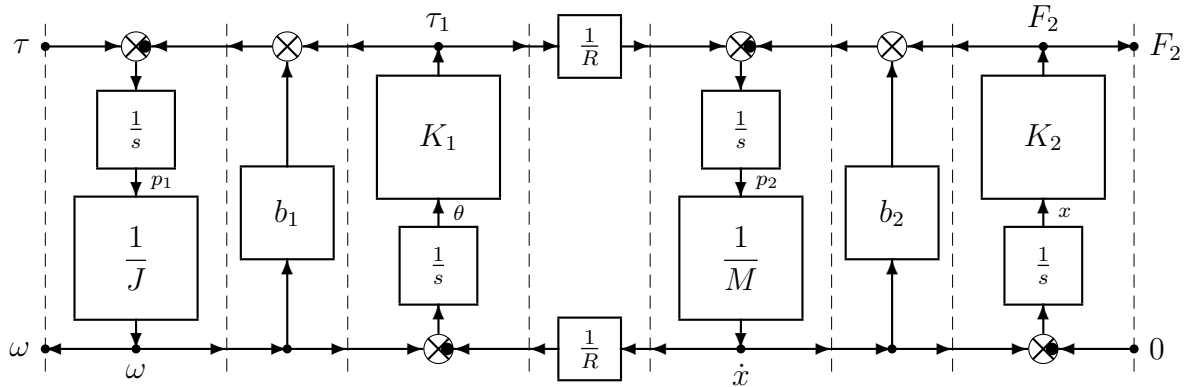 τ τ₁ 1/R F₂ F₂
1/s K₁ 1/s K₂
p₁ p₂
b₁ b₂
1/J θ 1/M x
1/s 1/s
ω ω 1/R ẋ 0